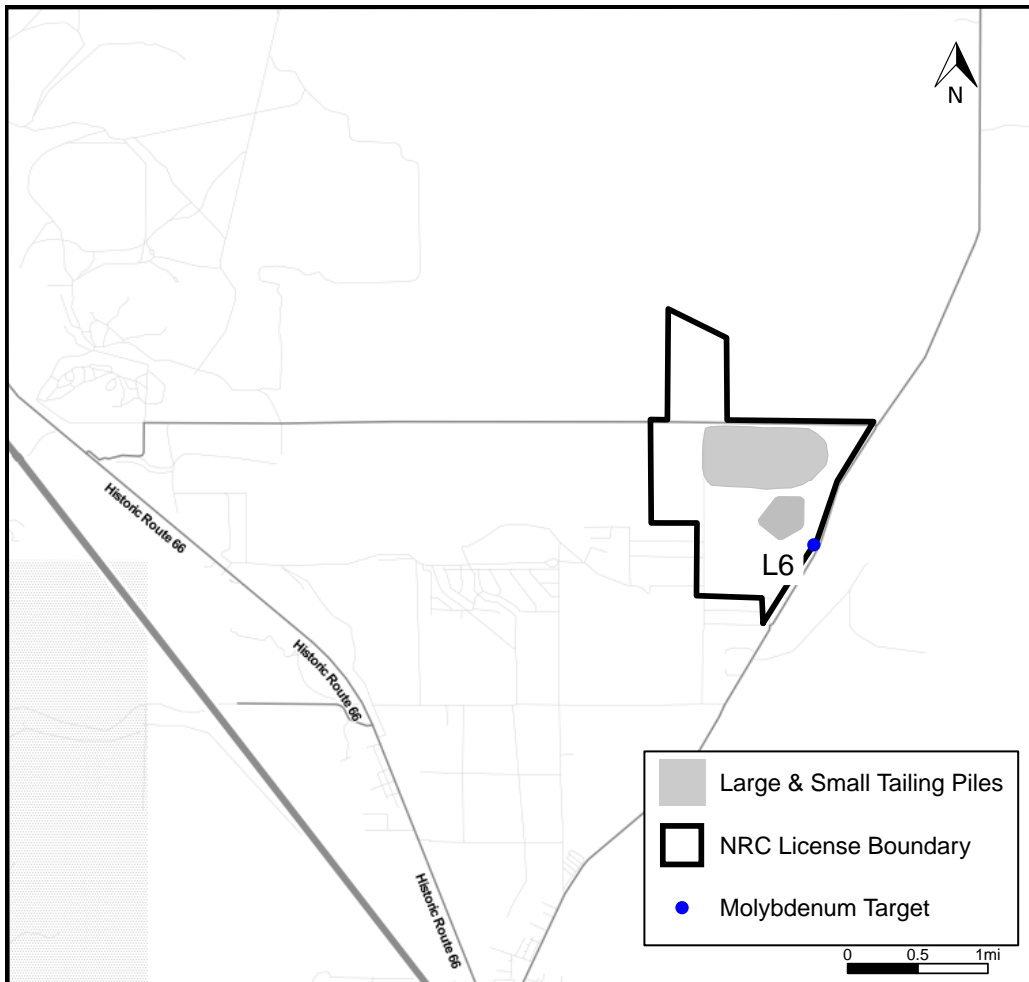 N
Historic Route 66
L6
Historic Route 66
Large & Small Tailing Piles
NRC License Boundary
Historic Route 66
Molybdenum Target
0 0.5 1mi